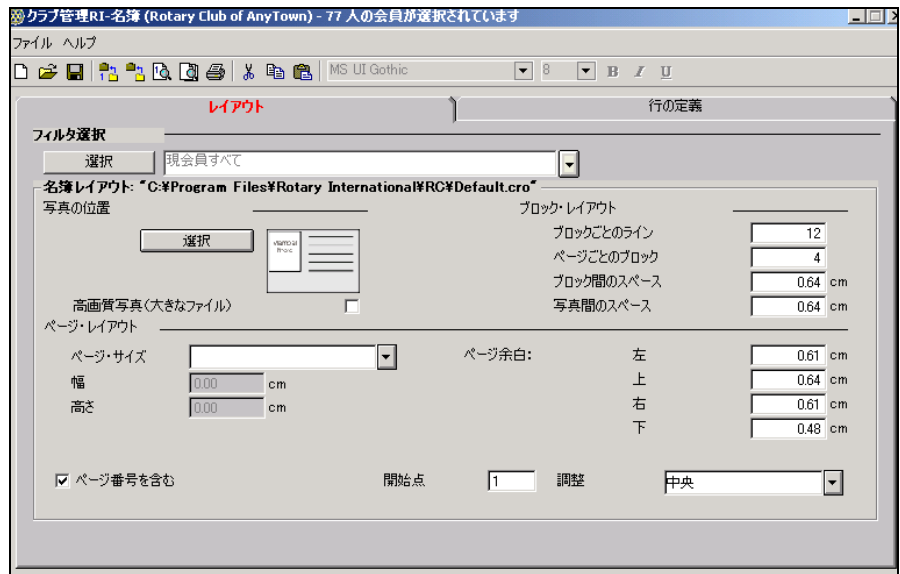 クラブ管理RI-名簿 (Rotary Club of AnyTown) - 77 人の会員が選択されています
ファイル ヘルプ
MS UI Gothic 8 B I U
レイアウト 行の定義
フィルタ選択
選択 現会員すべて
名簿レイアウト: "C:¥Program Files¥Rotary International¥RC¥Default.cro"
写真の位置 ブロック・レイアウト
選択 ブロックごとのライン 12
ページごとのブロック 4
ブロック間のスペース 0.64 cm
高画質写真(大きなファイル) 写真間のスペース 0.64 cm
ページ・レイアウト
ページ・サイズ ページ余白: 左 0.61 cm
幅 0.00 cm 上 0.64 cm
高さ 0.00 cm 右 0.61 cm
下 0.48 cm
ページ番号を含む 開始点 1 調整 中央